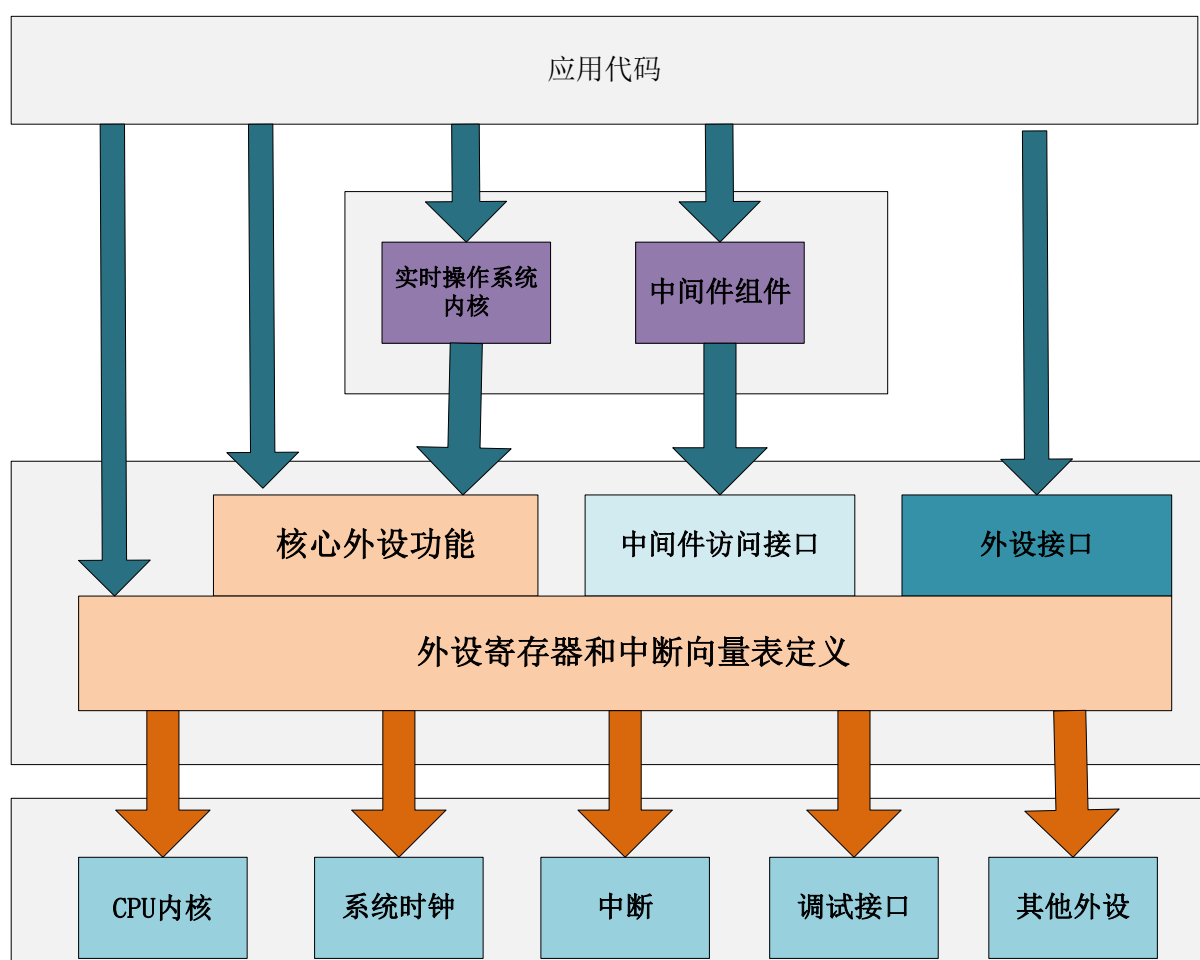 应用代码
实时操作系统
内核
中间件组件
核心外设功能
中间件访问接口
外设接口
外设寄存器和中断向量表定义
CPU内核
系统时钟
中断
调试接口
其他外设